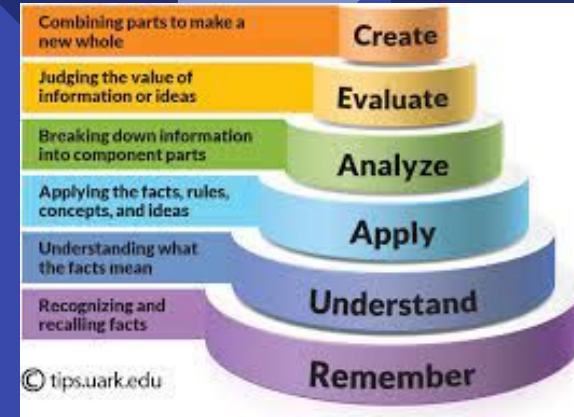 Combining parts to make a
new whole
Create
Judging the value of
information or ideas
Evaluate
Breaking down information
into component parts
Analyze
Applying the facts, rules,
concepts, and ideas
Apply
Understanding what
the facts mean
Understand
Recognizing and
recalling facts
Remember
© tips.uark.edu